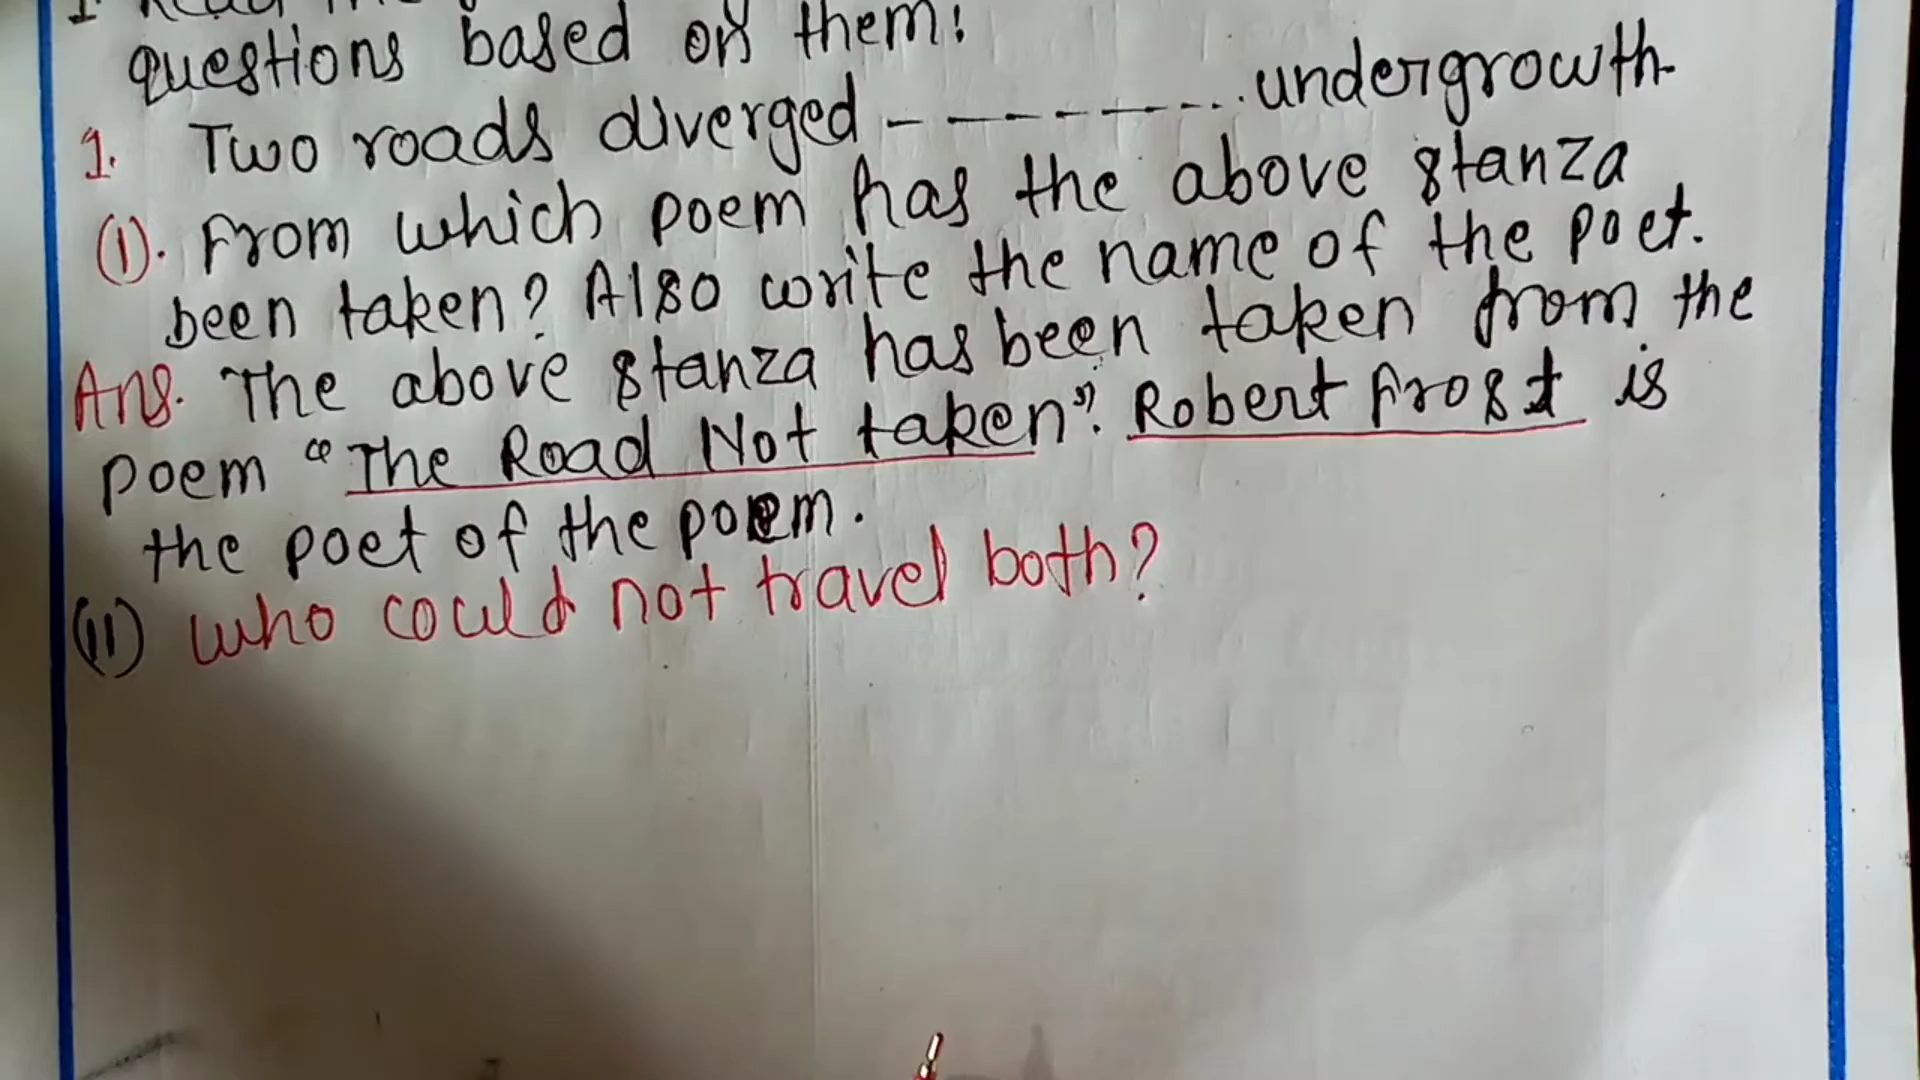 questions based on them:
1. Two roads diverged - - - - - - - - - . . undergrowth
(1). From which poem has the above stanza
been taken? Also write the name of the poet.
Ans. The above stanza has been taken from the
poem "The Road Not taken". Robert Frost is
the poet of the poem.
(11) who could not travel both?